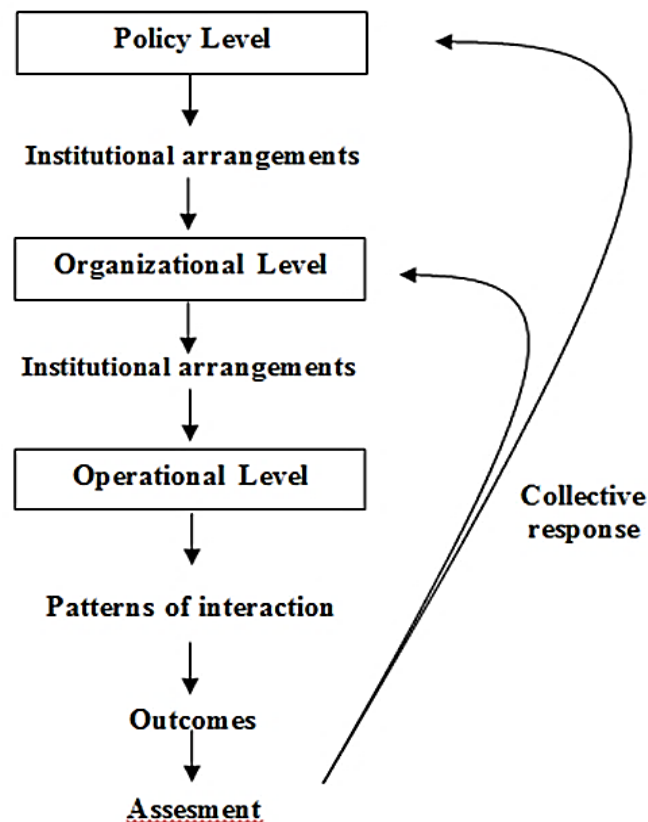 Policy Level
Institutional arrangements
Organizational Level
Institutional arrangements
Operational Level
Collective
response
Patterns of interaction
Outcomes
Assesment